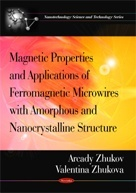 Nanotechnology Science and Technology Series
Magnetic Properties
and Applications of
Ferromagnetic Microwires
with Amorphous and
Nanocrystalline Structure
Arcady Zhukov
Valentina Zhukova